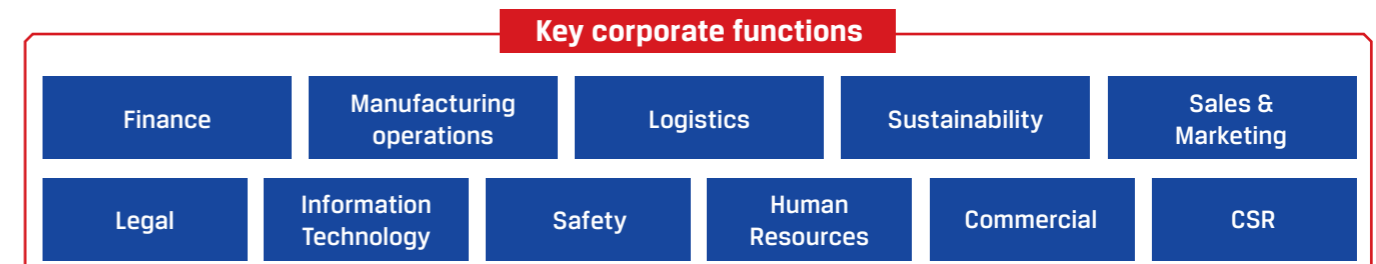 Key corporate functions
Finance
Manufacturing
operations
Logistics
Sustainability
Sales &
Marketing
Legal
Information
Technology
Safety
Human
Resources
Commercial
CSR